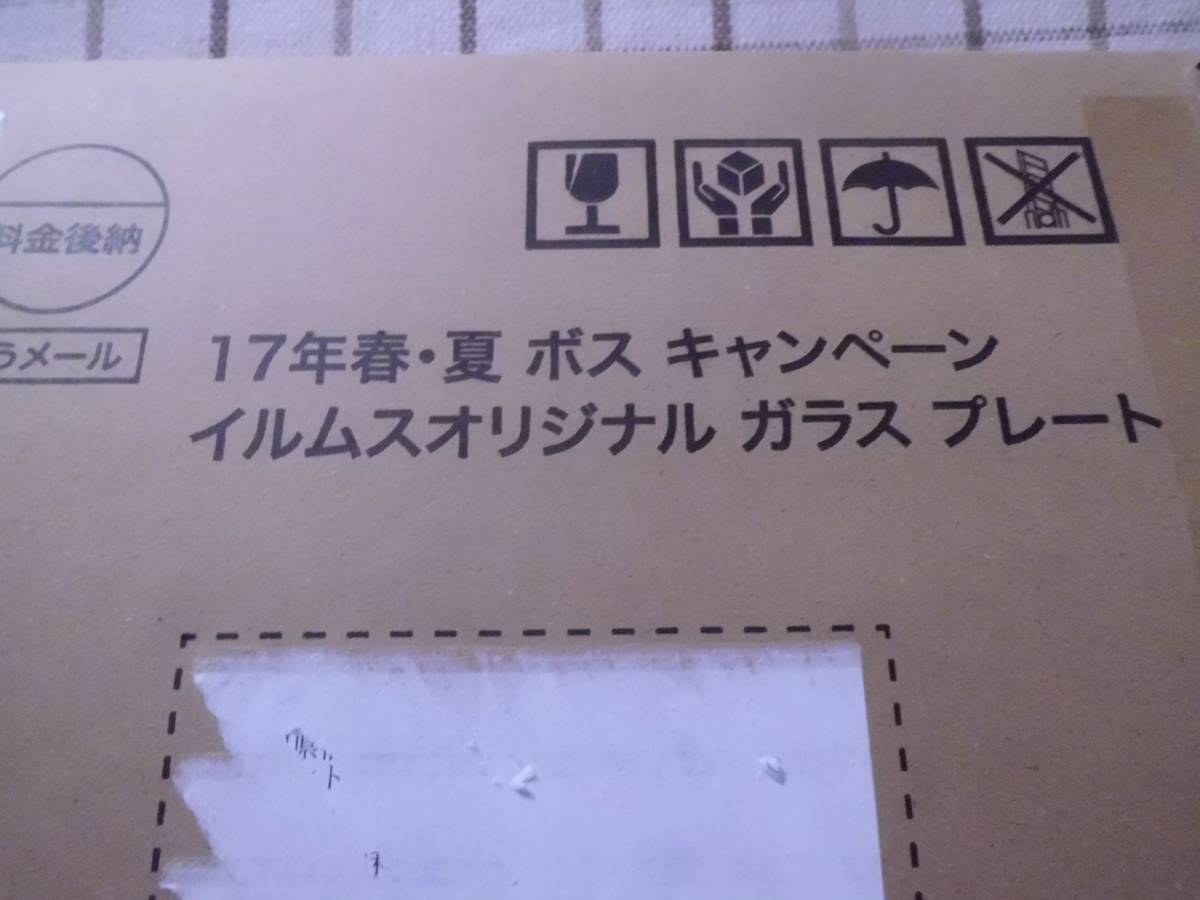 料金後納
うメール
17年春・夏 ボス キャンペーン
イルムスオリジナル ガラス プレート